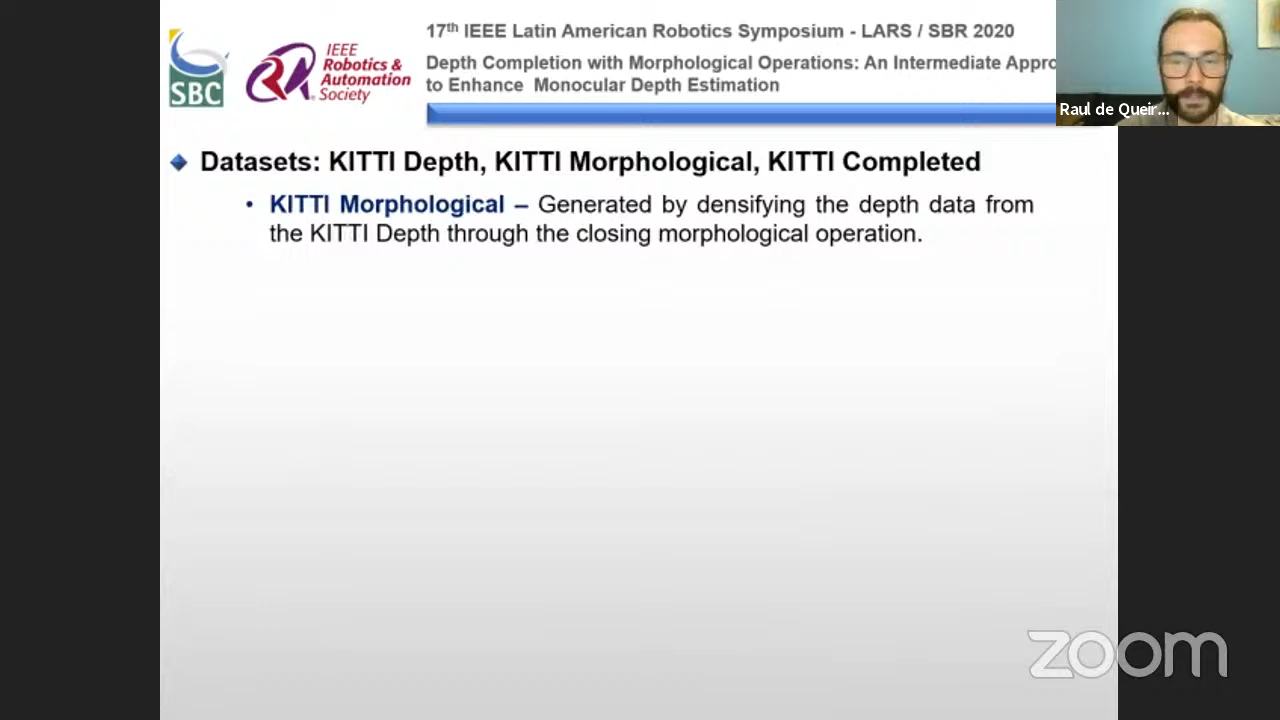 17th IEEE Latin American Robotics Symposium - LARS / SBR 2020
Depth Completion with Morphological Operations: An Intermediate Appro
to Enhance Monocular Depth Estimation
SBC
IEEE
Robotics &
Automation
Society
Raul de Queir...
Datasets: KITTI Depth, KITTI Morphological, KITTI Completed
• KITTI Morphological – Generated by densifying the depth data from
the KITTI Depth through the closing morphological operation.
zoom